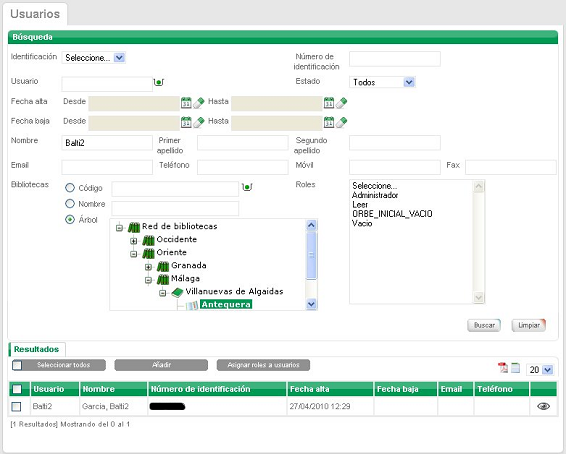 Usuarios
Búsqueda
Identificación Seleccione... Número de identificación
Usuario Estado Todos
Fecha alta Desde Hasta
Fecha baja Desde Hasta
Nombre Balti2 Primer apellido Segundo apellido
Email Teléfono Móvil Fax
Bibliotecas Código Roles Seleccione...
Administrador
Nombre Leer
ORBE_INICIAL_VACIO
Árbol Red de bibliotecas Vacio
Occidente
Oriente
Granada
Málaga
Villanuevas de Algaidas
Antequera
Buscar Limpiar
Resultados
Seleccionar todos Añadir Asignar roles a usuarios 20
Usuario Nombre Número de identificación Fecha alta Fecha baja Email Teléfono
Balti2 García, Balti2 27/04/2010 12:29
[1 Resultados] Mostrando del 0 al 1